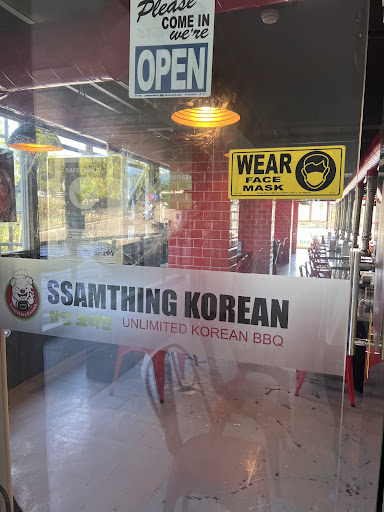 Please
COME IN
we're
OPEN
WEAR
FACE
MASK
SSAMTHING KOREAN
UNLIMITED KOREAN BBQ